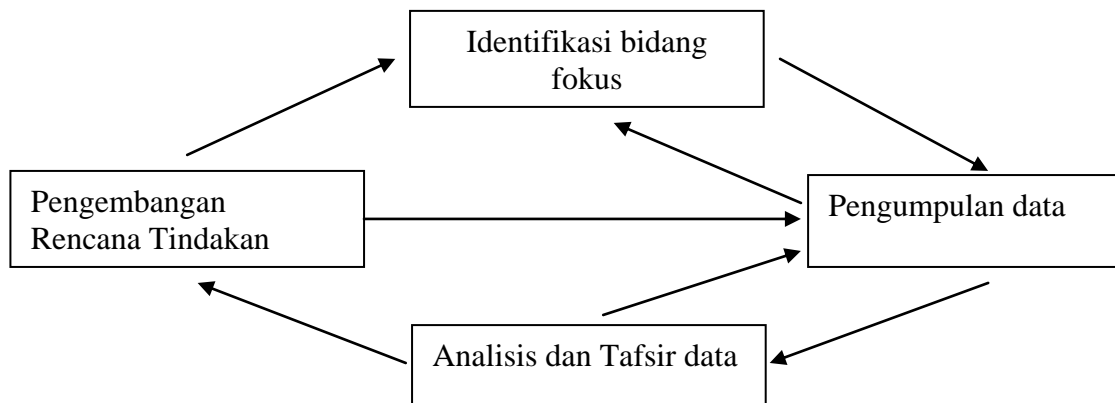 Identifikasi bidang
fokus
Pengembangan
Rencana Tindakan
Pengumpulan data
Analisis dan Tafsir data